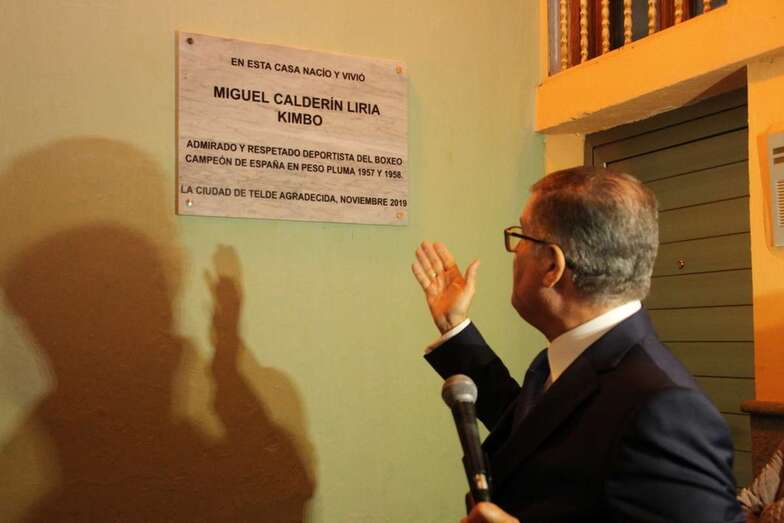 EN ESTA CASA NACÍO Y VIVIÓ
MIGUEL CALDERÍN LIRIA
KIMBO
ADMIRADO Y RESPETADO DEPORTISTA DEL BOXEO
CAMPEÓN DE ESPAÑA EN PESO PLUMA 1957 Y 1958.
LA CIUDAD DE TELDE AGRADECIDA, NOVIEMBRE 2019